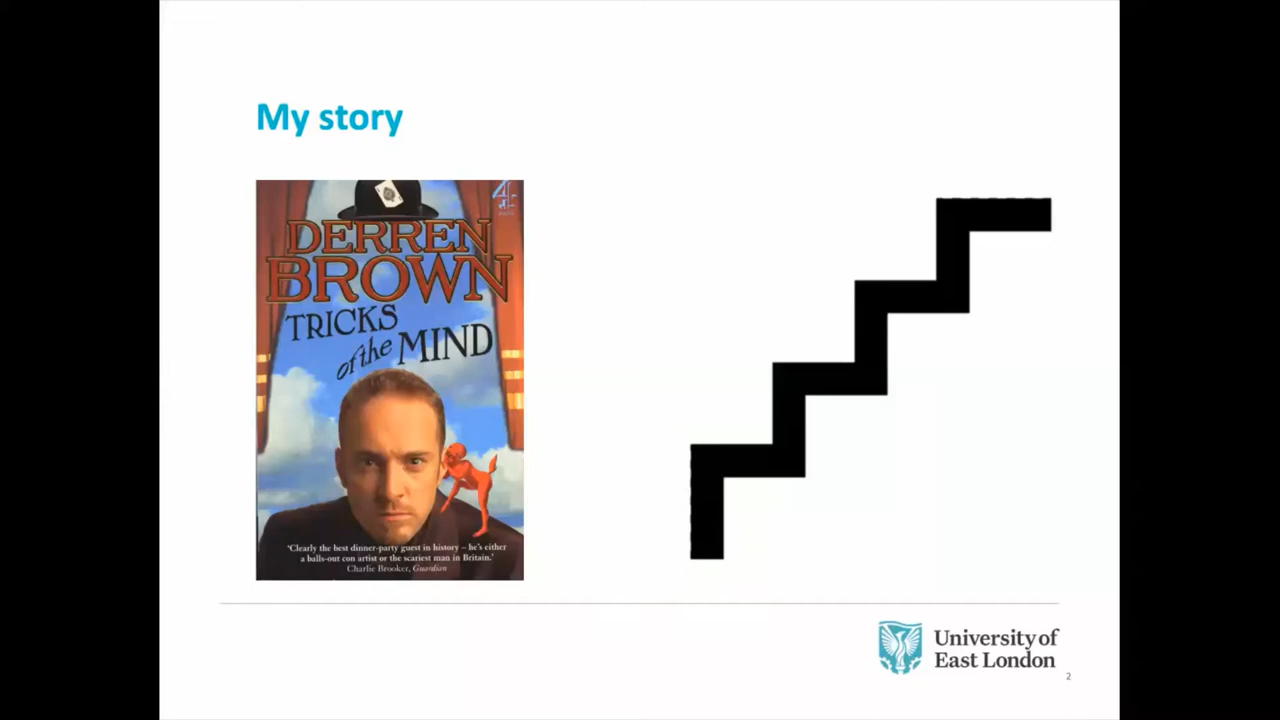 My story
DERREN
BROWN
TRICKS
of the MIND
'Clearly the best dinner-party guest in history – he's either
a balls-out con artist or the scariest man in Britain.'
Charlie Brooker, Guardian
University of
East London
2